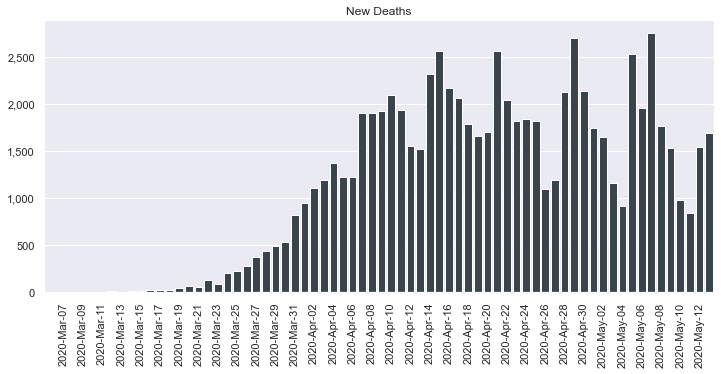 New Deaths
2,500
2,000
1,500
1,000
500
0
2020-Mar-07
2020-Mar-09
2020-Mar-11
2020-Mar-13
2020-Mar-15
2020-Mar-17
2020-Mar-19
2020-Mar-21
2020-Mar-23
2020-Mar-25
2020-Mar-27
2020-Mar-29
2020-Mar-31
2020-Apr-02
2020-Apr-04
2020-Apr-06
2020-Apr-08
2020-Apr-10
2020-Apr-12
2020-Apr-14
2020-Apr-16
2020-Apr-18
2020-Apr-20
2020-Apr-22
2020-Apr-24
2020-Apr-26
2020-Apr-28
2020-Apr-30
2020-May-02
2020-May-04
2020-May-06
2020-May-08
2020-May-10
2020-May-12